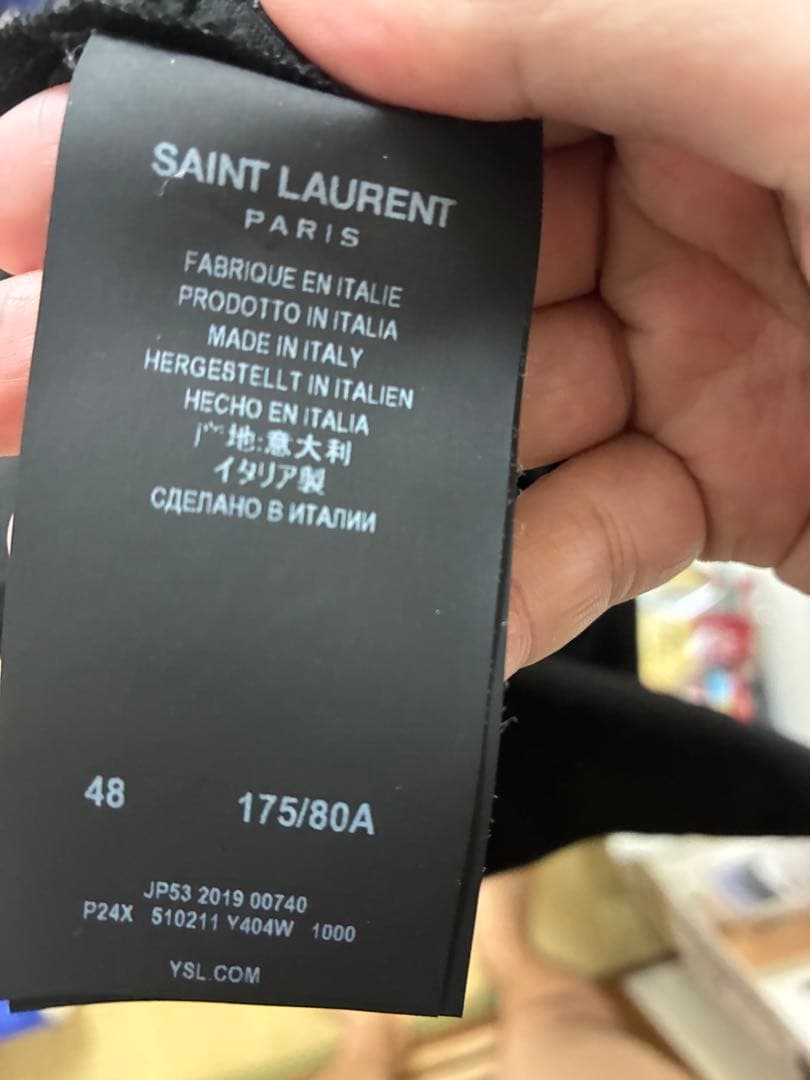 SAINT LAURENT
PARIS
FABRIQUE EN ITALIE
PRODOTTO IN ITALIA
MADE IN ITALY
HERGESTELLT IN ITALIEN
HECHO EN ITALIA
产地:意大利
イタリア製
СДЕЛАНО В ИТАЛИИ
48 175/80A
JP53 2019 00740
P24X 510211 Y404W 1000
YSL.COM